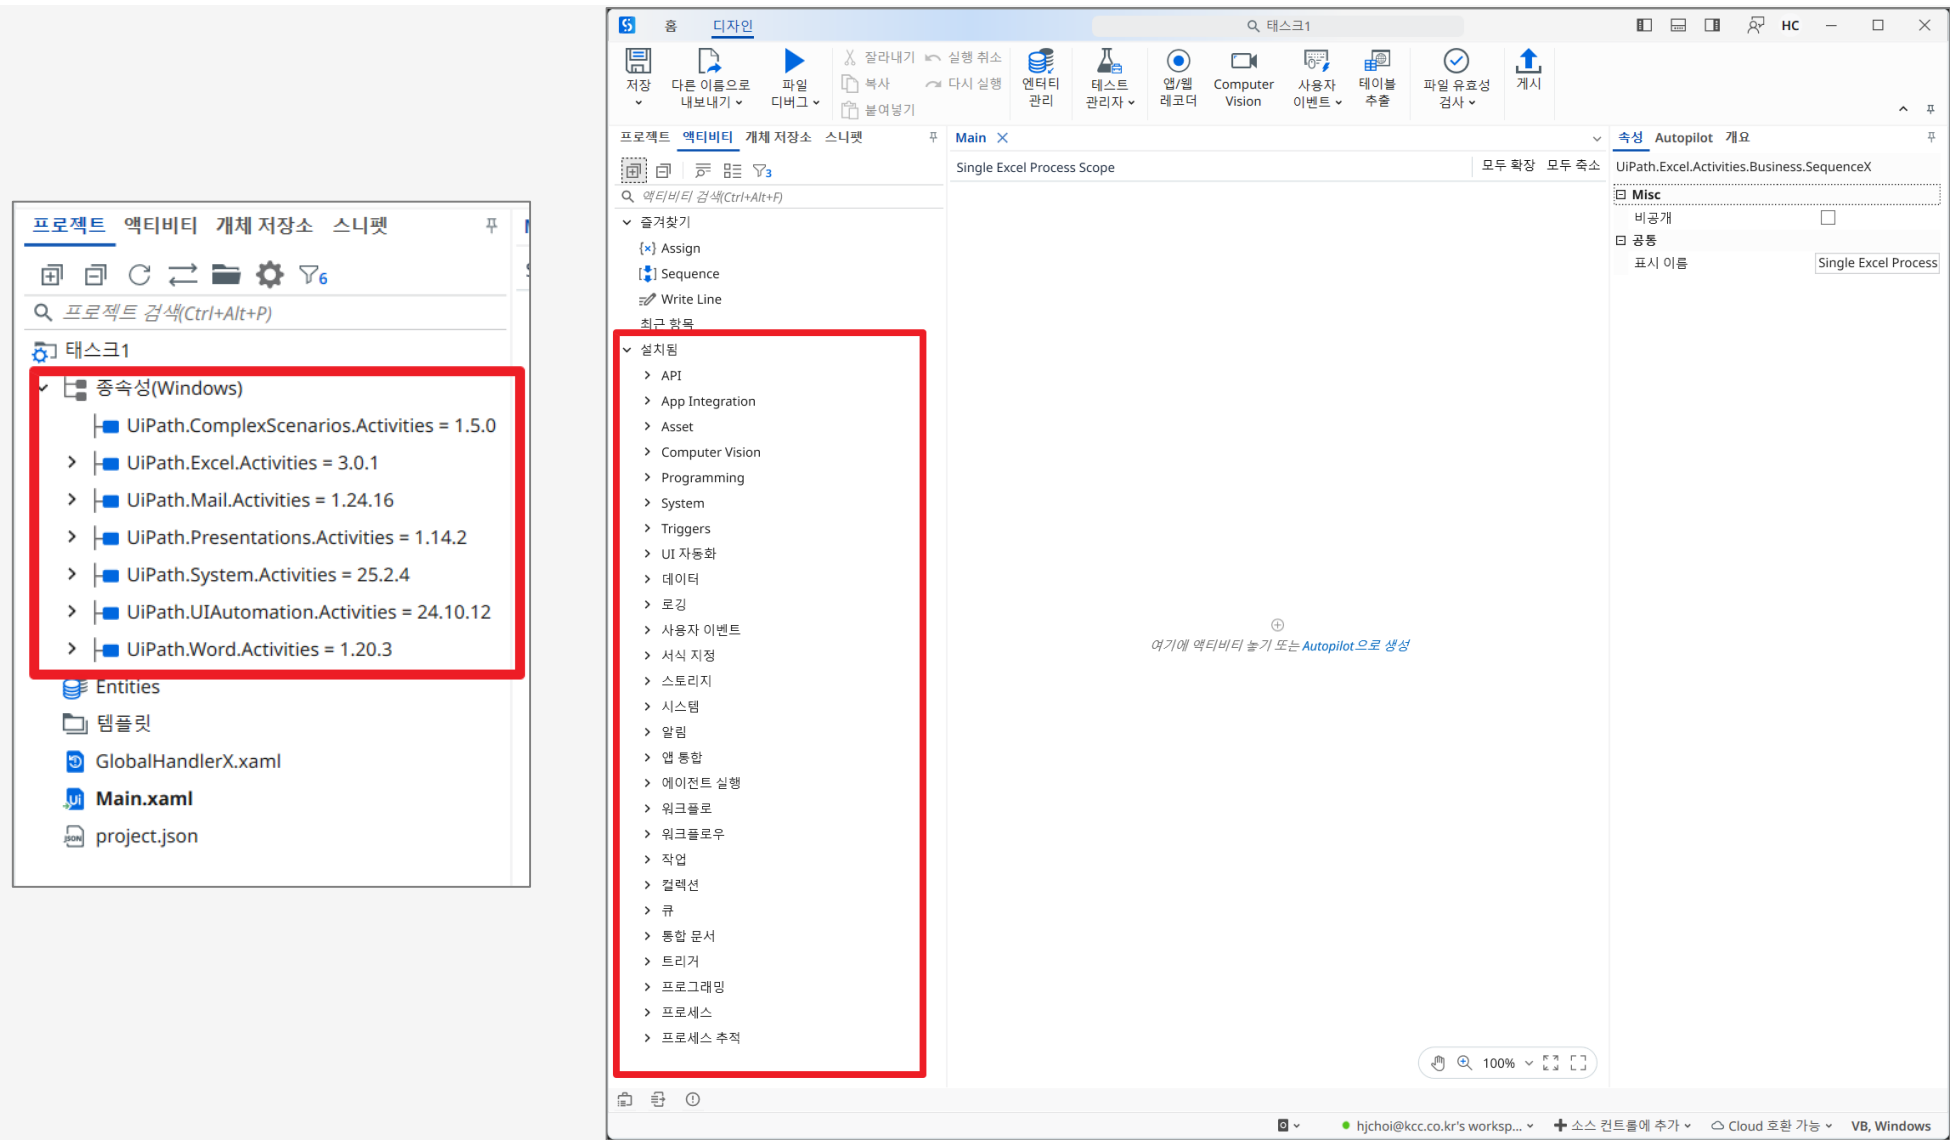 프로젝트 액티비티 개체 저장소 스니펫
6
프로젝트 검색(Ctrl+Alt+P)
태스크1
종속성(Windows)
UiPath.ComplexScenarios.Activities = 1.5.0
UiPath.Excel.Activities = 3.0.1
UiPath.Mail.Activities = 1.24.16
UiPath.Presentations.Activities = 1.14.2
UiPath.System.Activities = 25.2.4
UiPath.UIAutomation.Activities = 24.10.12
UiPath.Word.Activities = 1.20.3
Entities
템플릿
GlobalHandlerX.xaml
Main.xaml
project.json
홈 디자인 태스크1 HC
저장
다른 이름으로
내보내기
파일
디버그
잘라내기 실행 취소
복사 다시 실행
붙여넣기
엔터티
관리
테스트
관리자
앱/웹
레코더
Computer
Vision
사용자
이벤트
테이블
추출
파일 유효성
검사
게시
프로젝트 액티비티 개체 저장소 스니펫
3
액티비티 검색(Ctrl+Alt+F)
즐겨찾기
Assign
Sequence
Write Line
최근 항목
설치됨
API
App Integration
Asset
Computer Vision
Programming
System
Triggers
UI 자동화
데이터
로깅
사용자 이벤트
서식 지정
스토리지
시스템
알림
앱 통합
에이전트 실행
워크플로
워크플로우
작업
컬렉션
큐
통합 문서
트리거
프로그래밍
프로세스
프로세스 추적
Main
Single Excel Process Scope 모두 확장 모두 축소
여기에 액티비티 놓기 또는 Autopilot으로 생성
100%
속성 Autopilot 개요
UiPath.Excel.Activities.Business.SequenceX
Misc
비공개
공통
표시 이름 Single Excel Process
hjchoi@kcc.co.kr's worksp... 소스 컨트롤에 추가 Cloud 호환 가능 VB, Windows